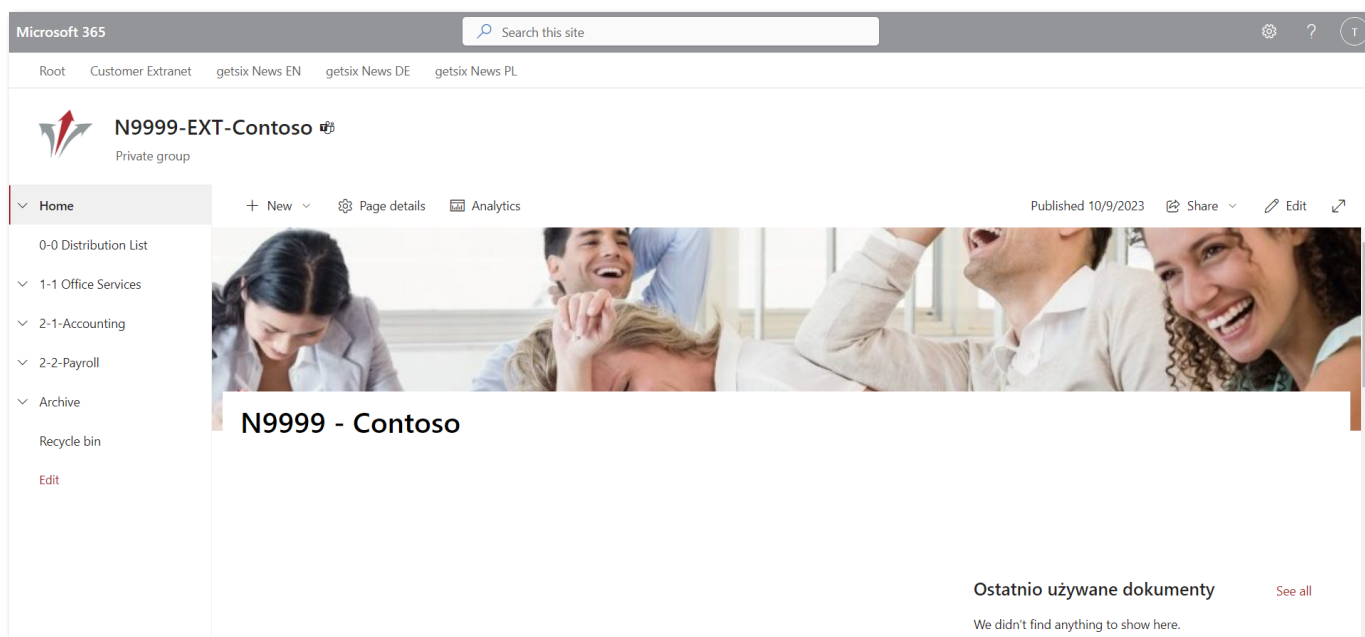 Microsoft 365
Search this site
?
T
Root Customer Extranet getsix News EN getsix News DE getsix News PL
N9999-EXT-Contoso
Private group
Home
+ New Page details Analytics Published 10/9/2023 Share Edit
0-0 Distribution List
1-1 Office Services
2-1-Accounting
2-2-Payroll
Archive
Recycle bin
Edit
N9999 - Contoso
Ostatnio używane dokumenty See all
We didn't find anything to show here.